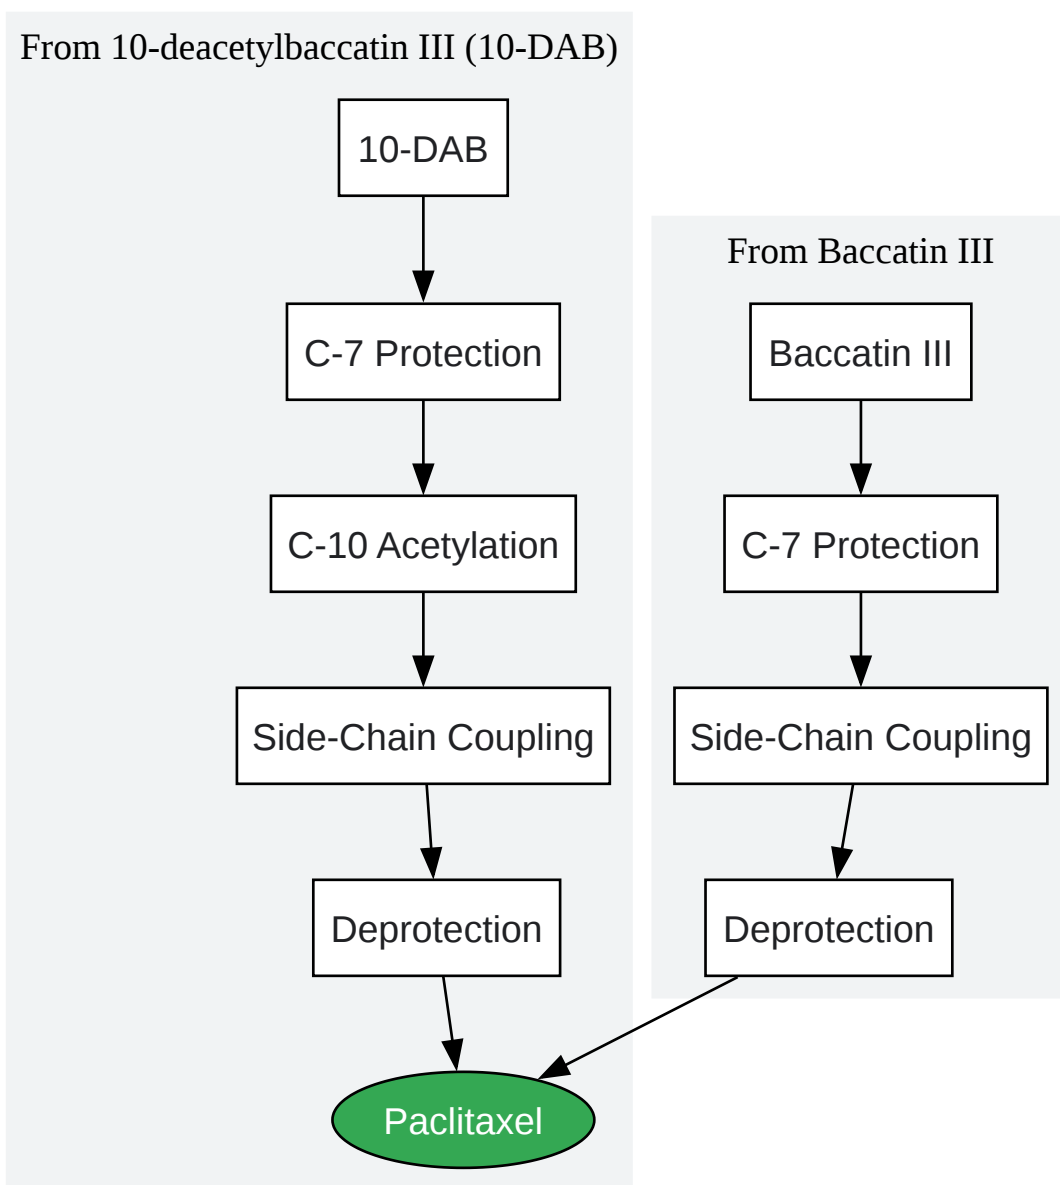 From 10-deacetylbaccatin III (10-DAB)
10-DAB
C-7 Protection
C-10 Acetylation
Side-Chain Coupling
Deprotection
Paclitaxel
From Baccatin III
Baccatin III
C-7 Protection
Side-Chain Coupling
Deprotection